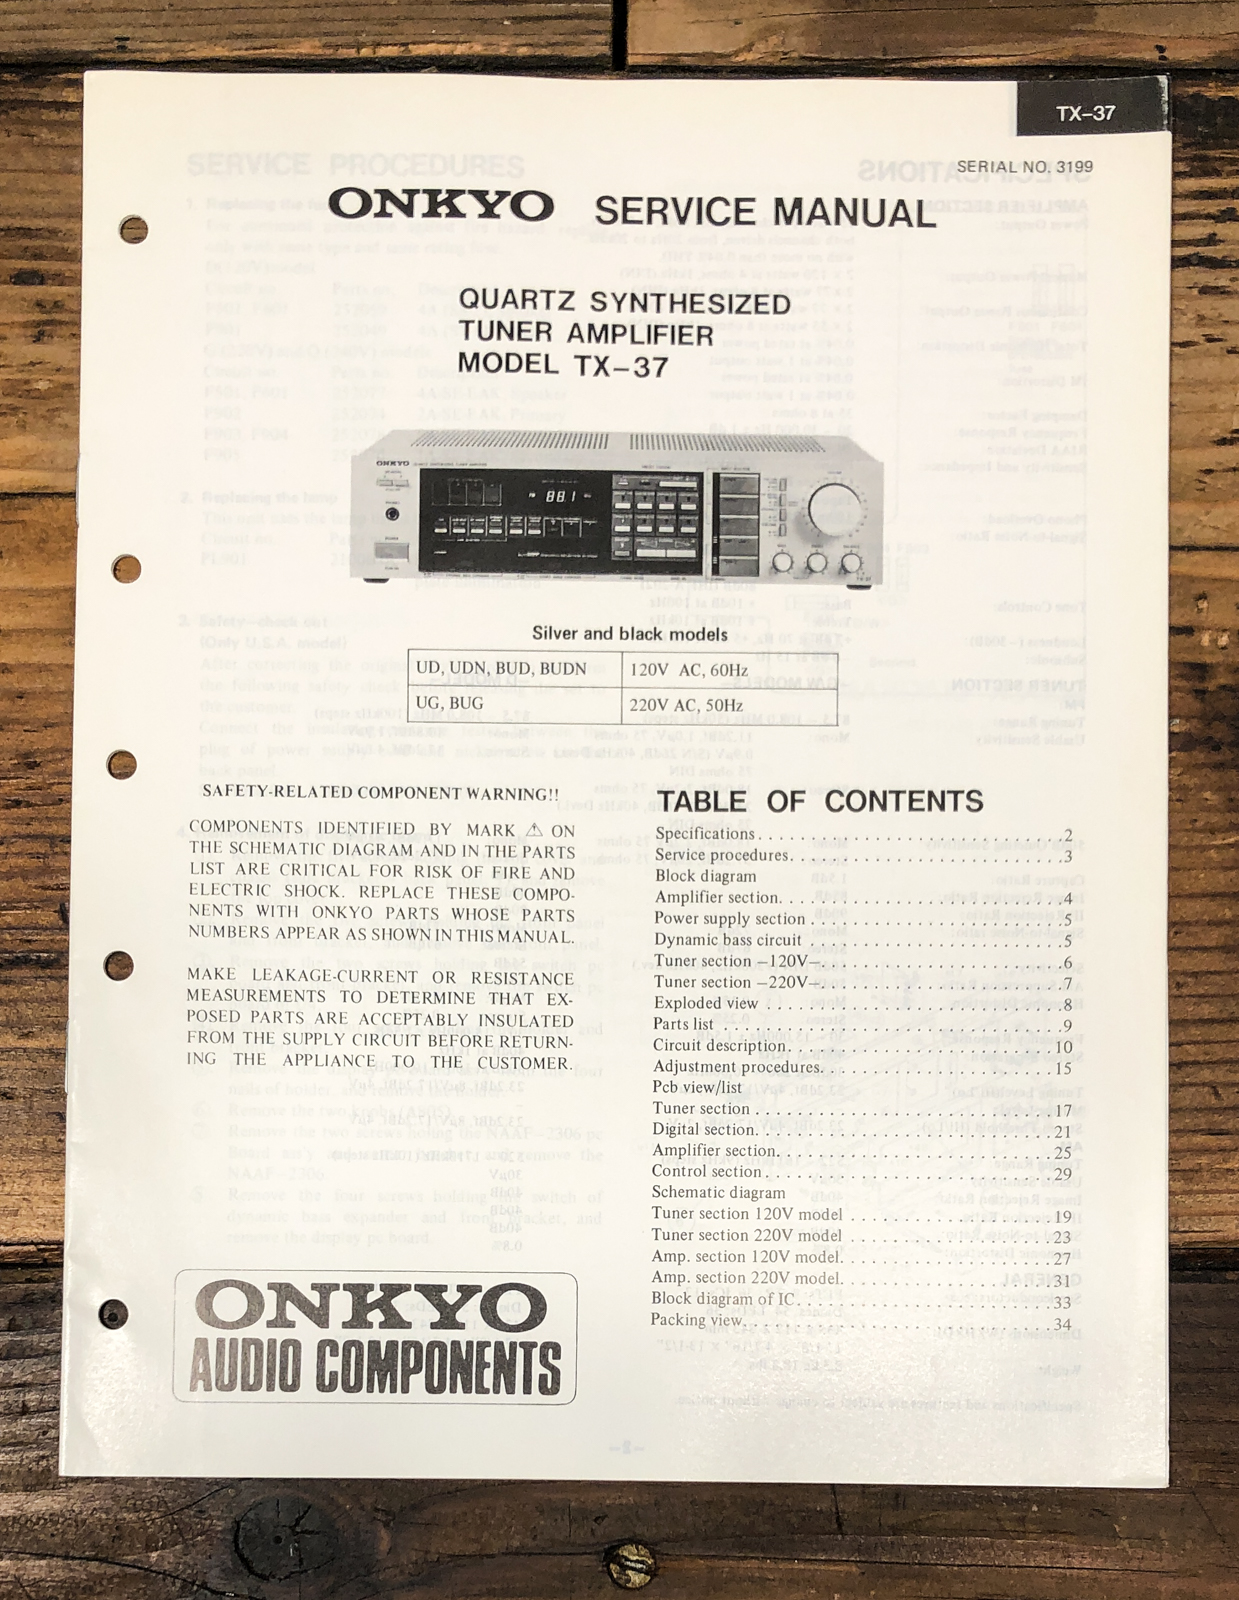 TX-37
SERIAL NO. 3199
ONKYO SERVICE MANUAL
QUARTZ SYNTHESIZED
TUNER AMPLIFIER
MODEL TX-37
ONKYO
88.1
Silver and black models
UD, UDN, BUD, BUDN 120V AC, 60Hz
UG, BUG 220V AC, 50Hz
SAFETY-RELATED COMPONENT WARNING!!
COMPONENTS IDENTIFIED BY MARK ⚠ ON
THE SCHEMATIC DIAGRAM AND IN THE PARTS
LIST ARE CRITICAL FOR RISK OF FIRE AND
ELECTRIC SHOCK. REPLACE THESE COMPO-
NENTS WITH ONKYO PARTS WHOSE PARTS
NUMBERS APPEAR AS SHOWN IN THIS MANUAL.
MAKE LEAKAGE-CURRENT OR RESISTANCE
MEASUREMENTS TO DETERMINE THAT EX-
POSED PARTS ARE ACCEPTABLY INSULATED
FROM THE SUPPLY CIRCUIT BEFORE RETURN-
ING THE APPLIANCE TO THE CUSTOMER.
ONKYO
AUDIO COMPONENTS
TABLE OF CONTENTS
Specifications . . . . . . . . . . 2
Service procedures. . . . . . . . . . 3
Block diagram
Amplifier section. . . . . . . . . . 4
Power supply section . . . . . . . . . . 5
Dynamic bass circuit . . . . . . . . . . 5
Tuner section –120V–. . . . . . . . . . 6
Tuner section –220V–. . . . . . . . . . 7
Exploded view . . . . . . . . . . 8
Parts list . . . . . . . . . . 9
Circuit description. . . . . . . . . . 10
Adjustment procedures. . . . . . . . . . 15
Pcb view/list
Tuner section . . . . . . . . . . 17
Digital section. . . . . . . . . . 21
Amplifier section. . . . . . . . . . 25
Control section. . . . . . . . . . 29
Schematic diagram
Tuner section 120V model . . . . . . . . . . 19
Tuner section 220V model . . . . . . . . . . 23
Amp. section 120V model. . . . . . . . . . 27
Amp. section 220V model. . . . . . . . . . 31
Block diagram of IC . . . . . . . . . . 33
Packing view. . . . . . . . . . 34